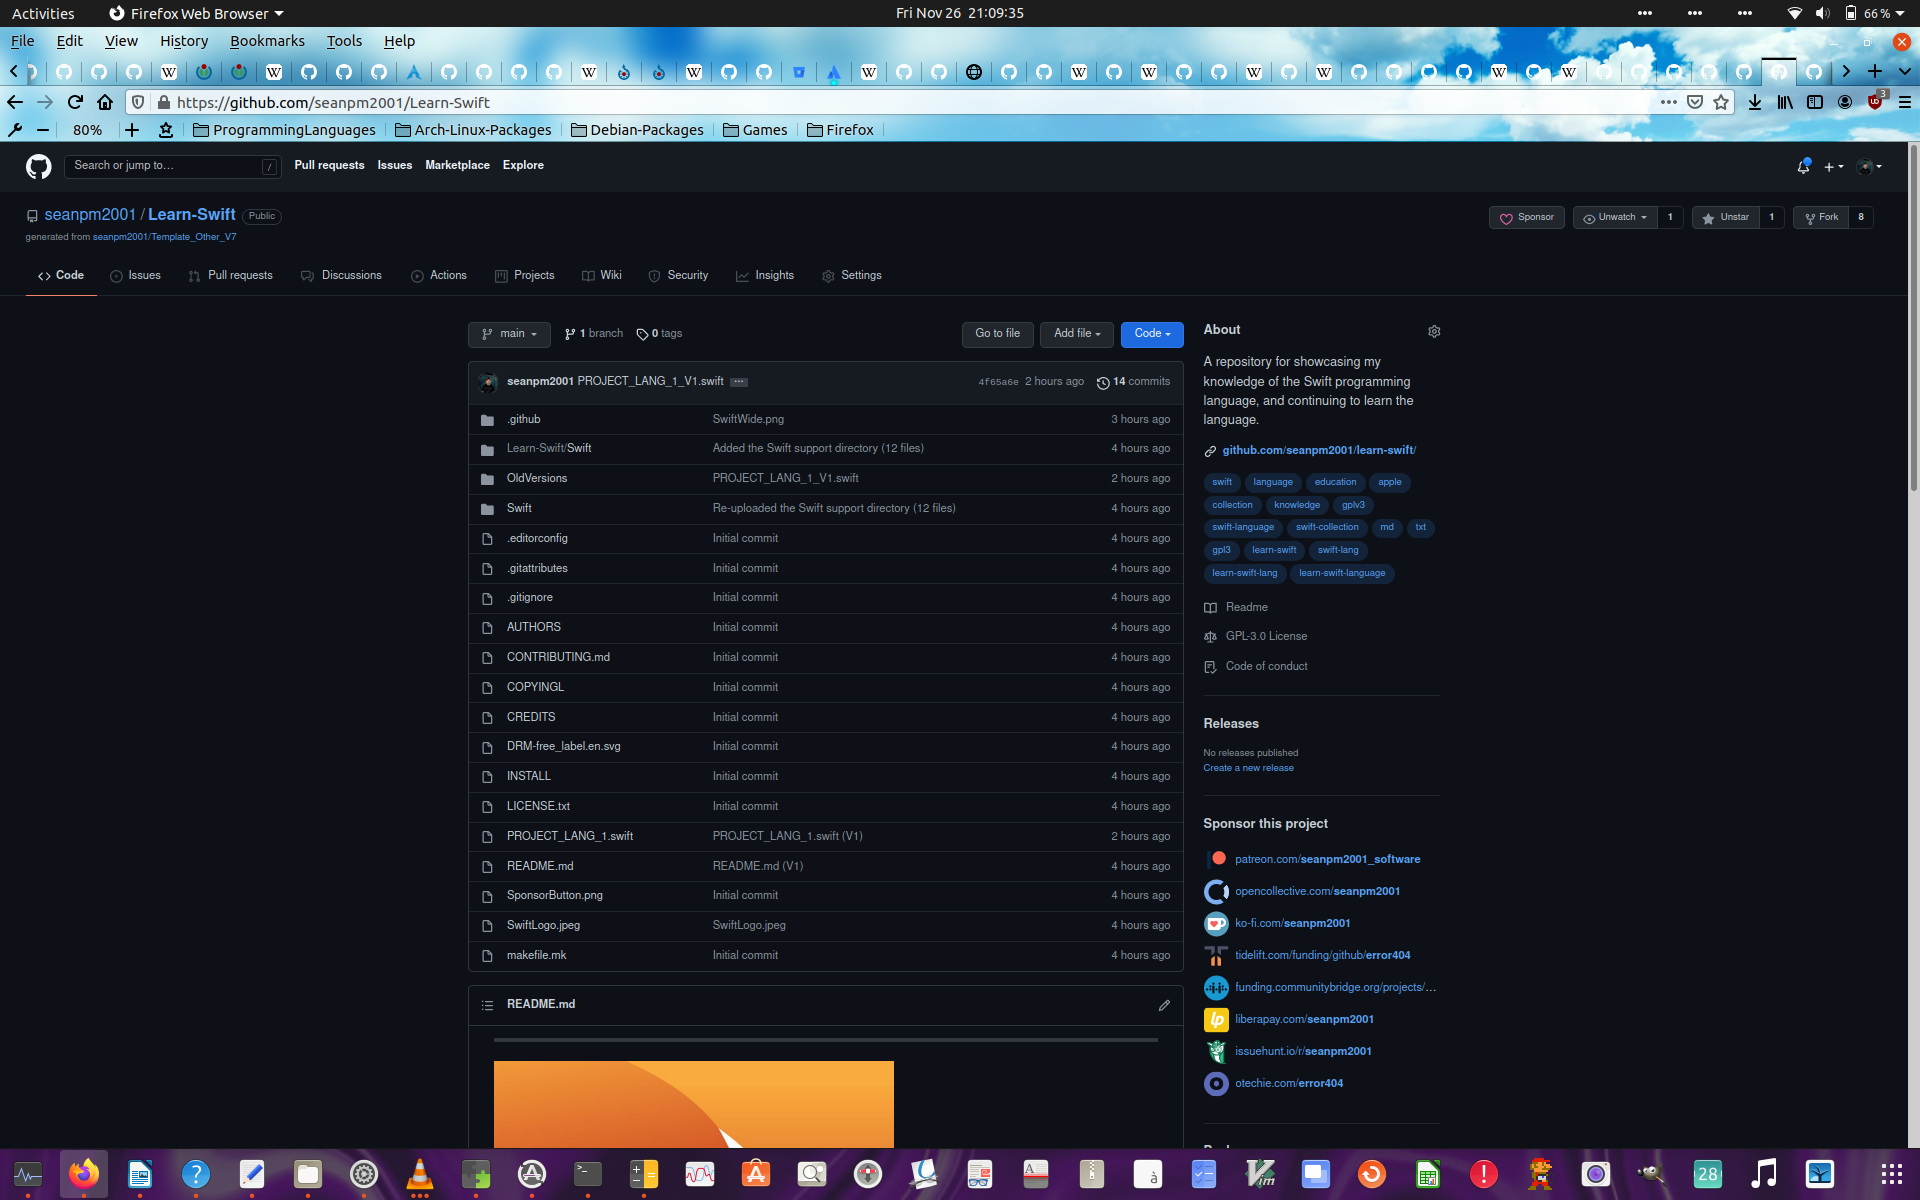 Activities Firefox Web Browser Fri Nov 26 21:09:35 66 %
File Edit View History Bookmarks Tools Help
https://github.com/seanpm2001/Learn-Swift 3
80% ProgrammingLanguages Arch-Linux-Packages Debian-Packages Games Firefox
Search or jump to... / Pull requests Issues Marketplace Explore
seanpm2001 / Learn-Swift Public Sponsor Unwatch 1 Unstar 1 Fork 8
generated from seanpm2001/Template_Other_V7
Code Issues Pull requests Discussions Actions Projects Wiki Security Insights Settings
main 1 branch 0 tags Go to file Add file Code
seanpm2001 PROJECT_LANG_1_V1.swift 4f65a6e 2 hours ago 14 commits
.github SwiftWide.png 3 hours ago
Learn-Swift/Swift Added the Swift support directory (12 files) 4 hours ago
OldVersions PROJECT_LANG_1_V1.swift 2 hours ago
Swift Re-uploaded the Swift support directory (12 files) 4 hours ago
.editorconfig Initial commit 4 hours ago
.gitattributes Initial commit 4 hours ago
.gitignore Initial commit 4 hours ago
AUTHORS Initial commit 4 hours ago
CONTRIBUTING.md Initial commit 4 hours ago
COPYINGL Initial commit 4 hours ago
CREDITS Initial commit 4 hours ago
DRM-free_label.en.svg Initial commit 4 hours ago
INSTALL Initial commit 4 hours ago
LICENSE.txt Initial commit 4 hours ago
PROJECT_LANG_1.swift PROJECT_LANG_1.swift (V1) 2 hours ago
README.md README.md (V1) 4 hours ago
SponsorButton.png Initial commit 4 hours ago
SwiftLogo.jpeg SwiftLogo.jpeg 4 hours ago
makefile.mk Initial commit 4 hours ago
README.md
About
A repository for showcasing my
knowledge of the Swift programming
language, and continuing to learn the
language.
github.com/seanpm2001/learn-swift/
swift language education apple
collection knowledge gplv3
swift-language swift-collection md txt
gpl3 learn-swift swift-lang
learn-swift-lang learn-swift-language
Readme
GPL-3.0 License
Code of conduct
Releases
No releases published
Create a new release
Sponsor this project
patreon.com/seanpm2001_software
opencollective.com/seanpm2001
ko-fi.com/seanpm2001
tidelift.com/funding/github/error404
funding.communitybridge.org/projects/...
liberapay.com/seanpm2001
issuehunt.io/r/seanpm2001
otechie.com/error404
28